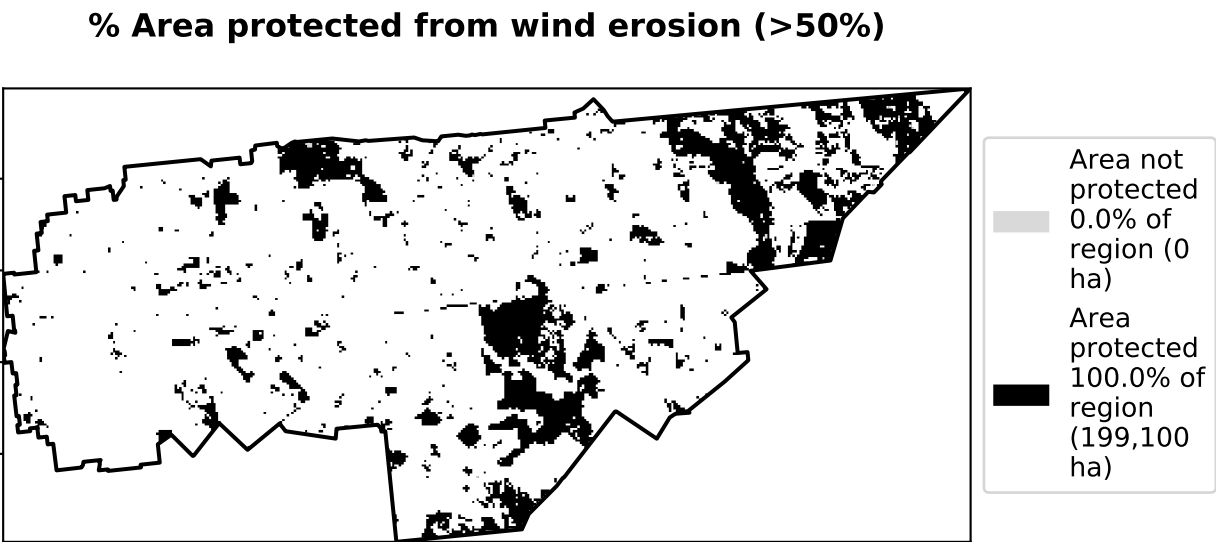 % Area protected from wind erosion (>50%)
Area not
protected
0.0% of
region (0
ha)
Area
protected
100.0% of
region
(199,100
ha)